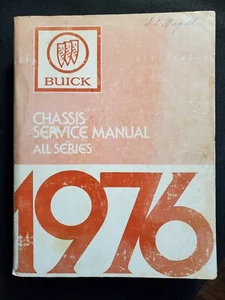 BUICK
CHASSIS
SERVICE MANUAL
ALL SERIES
1976